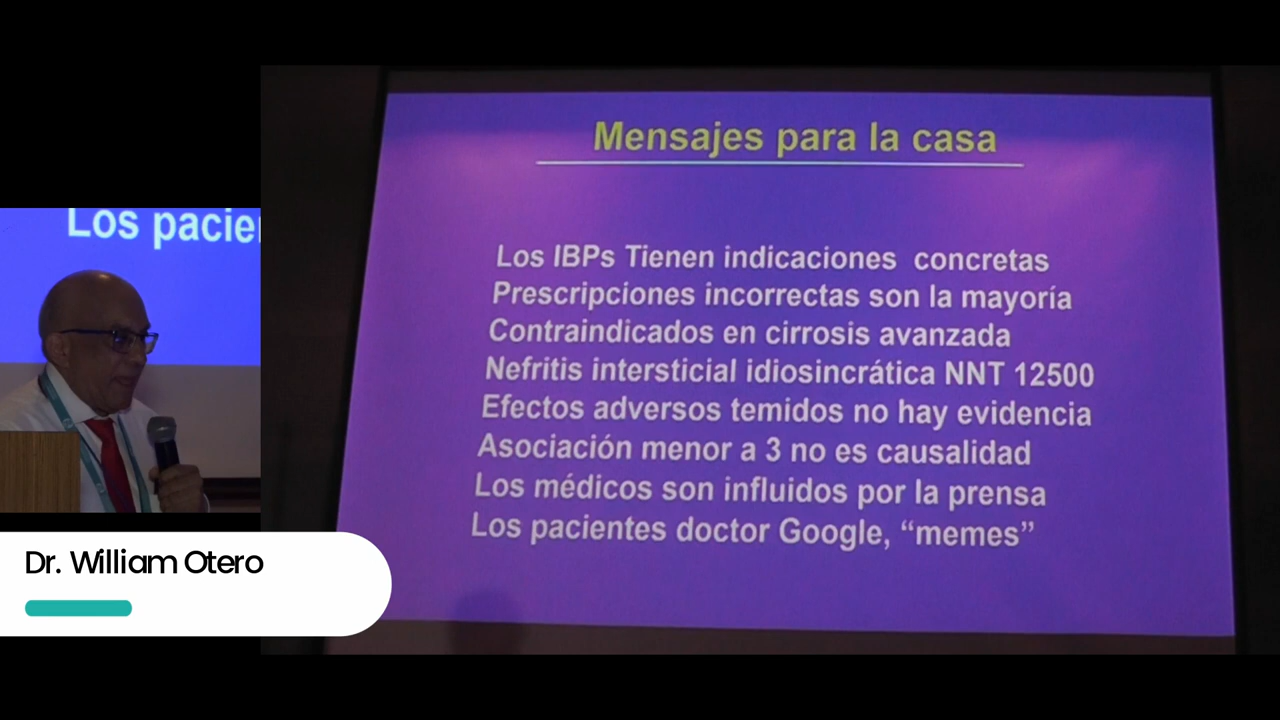 Mensajes para la casa
Los pacie
Los IBPs Tienen indicaciones concretas
Prescripciones incorrectas son la mayoría
Contraindicados en cirrosis avanzada
Nefritis intersticial idiosincrática NNT 12500
Efectos adversos temidos no hay evidencia
Asociación menor a 3 no es causalidad
Los médicos son influidos por la prensa
Los pacientes doctor Google, “memes”
Dr. William Otero